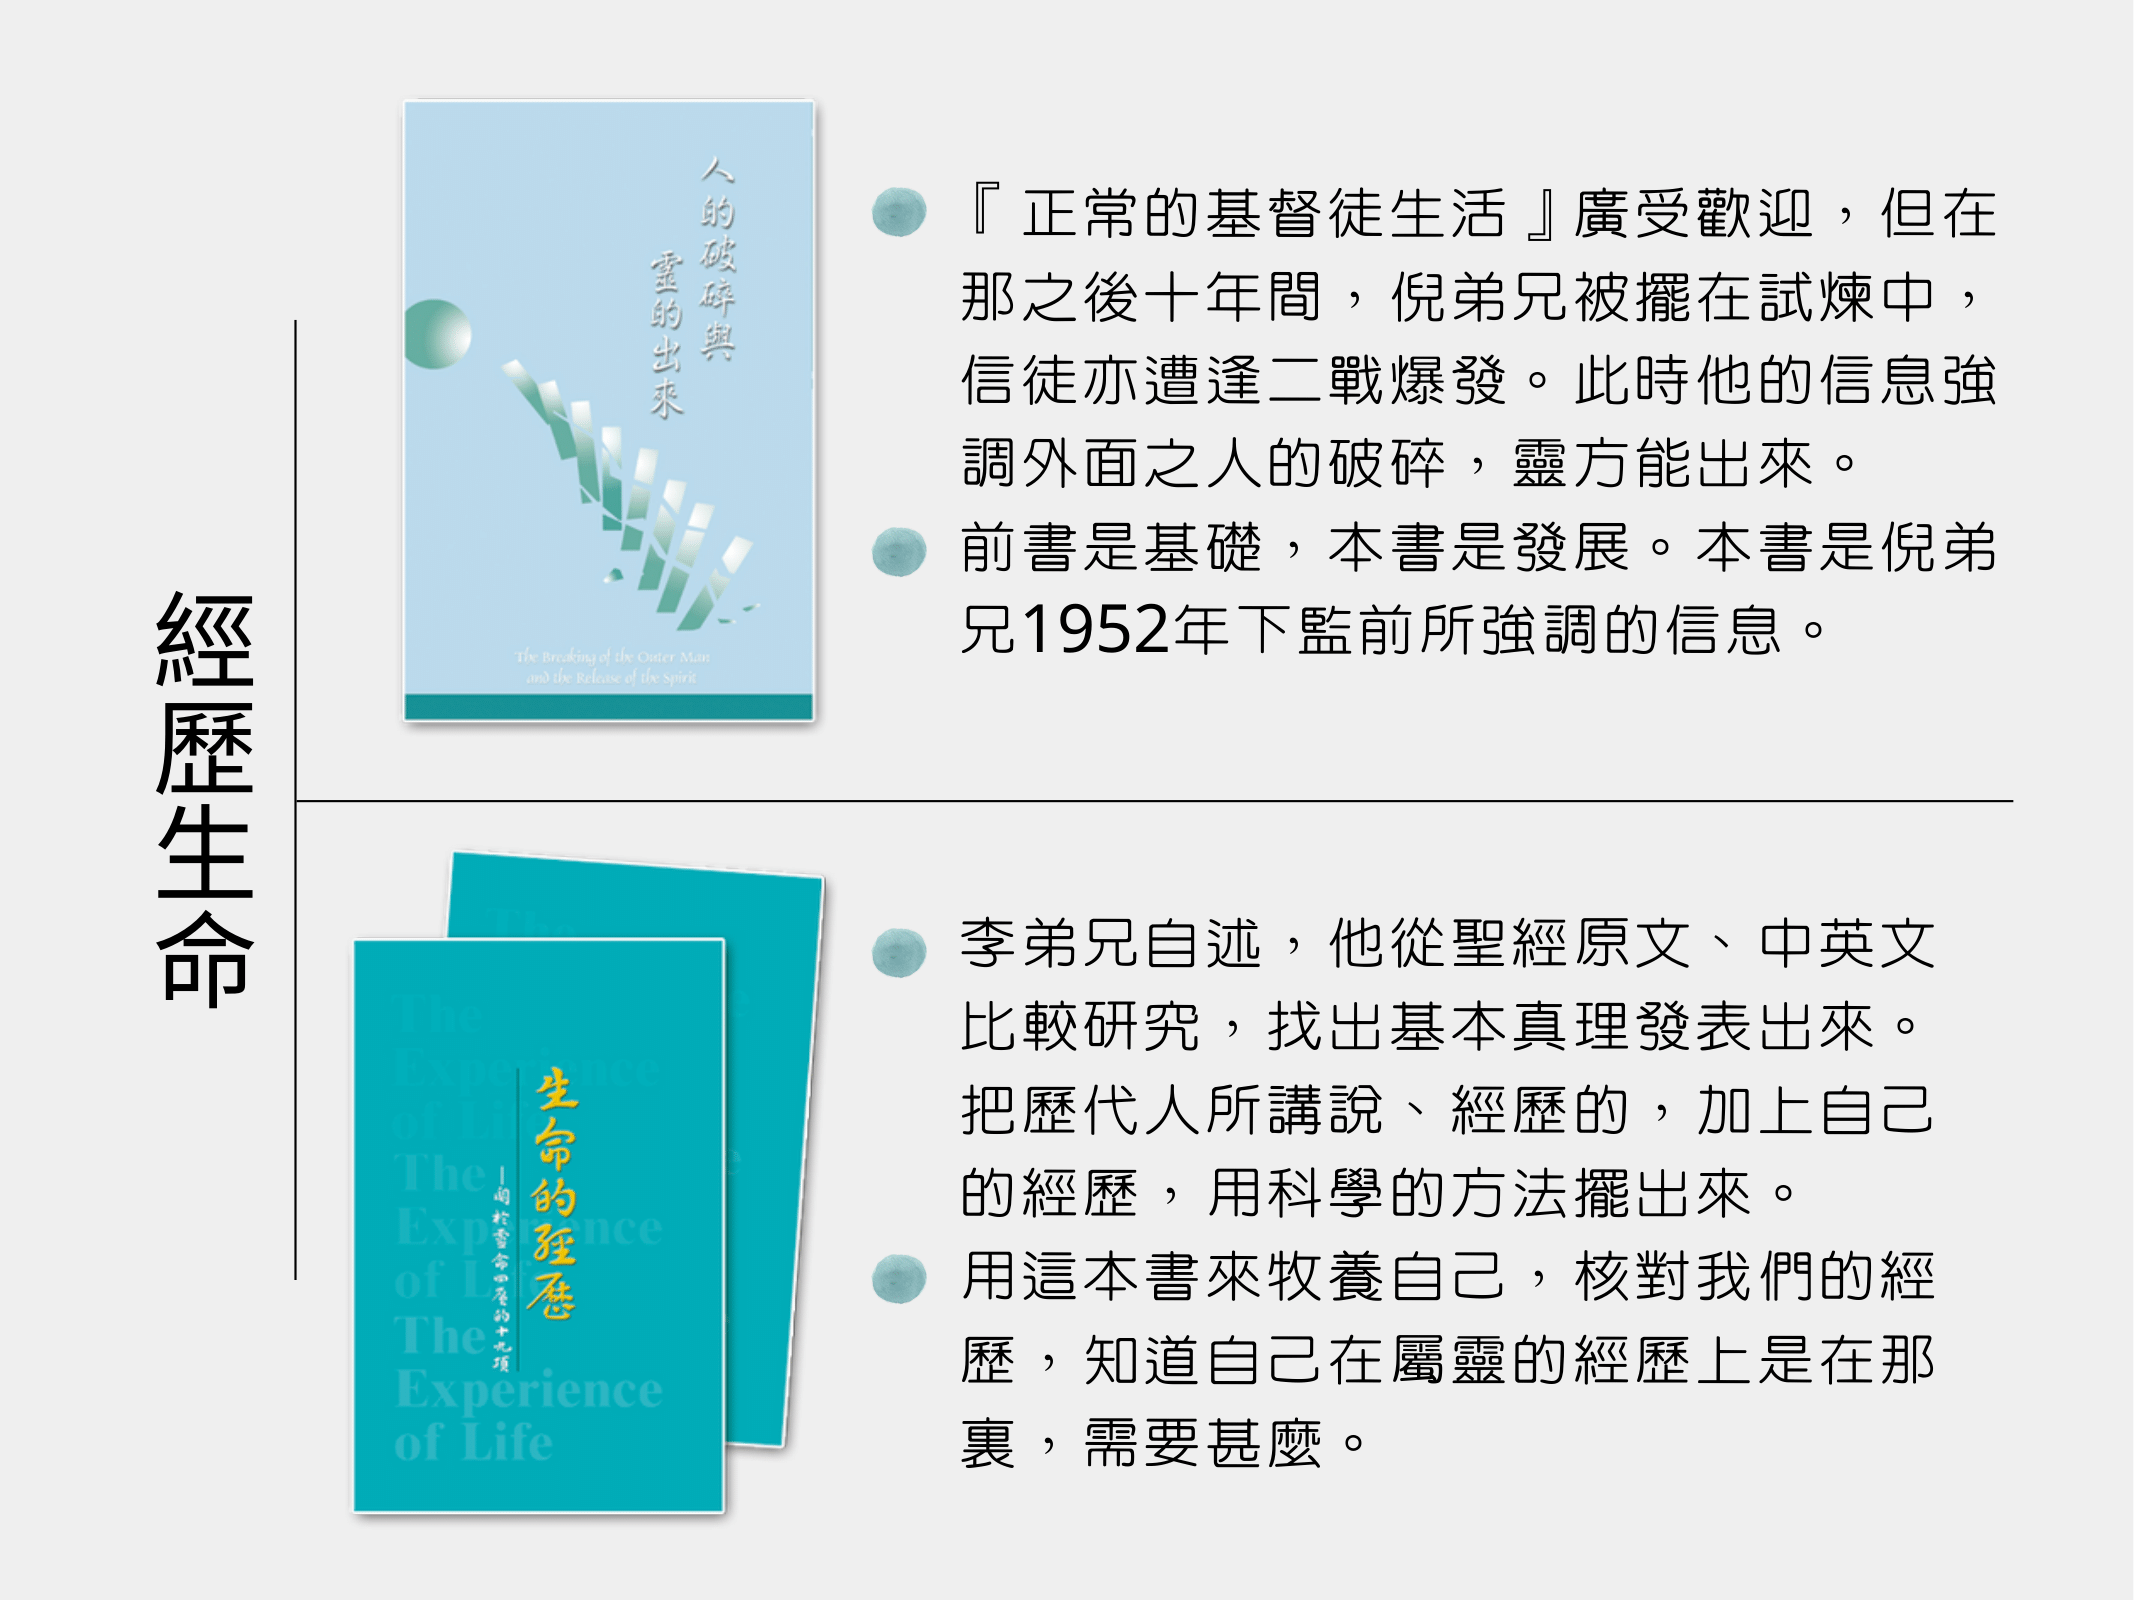 經歷生命
人的破碎與
靈的出來
The Breaking of the Outer Man
and the Release of the Spirit
『正常的基督徒生活』廣受歡迎，但在
那之後十年間，倪弟兄被擺在試煉中，
信徒亦遭逢二戰爆發。此時他的信息強
調外面之人的破碎，靈方能出來。
前書是基礎，本書是發展。本書是倪弟
兄1952年下監前所強調的信息。
The
The
Experience
of Life
The
Experience
of Life
The
Experience
of Life
生命的經歷
—關於生命四層的十九項
李弟兄自述，他從聖經原文、中英文
比較研究，找出基本真理發表出來。
把歷代人所講說、經歷的，加上自己
的經歷，用科學的方法擺出來。
用這本書來牧養自己，核對我們的經
歷，知道自己在屬靈的經歷上是在那
裏，需要甚麼。